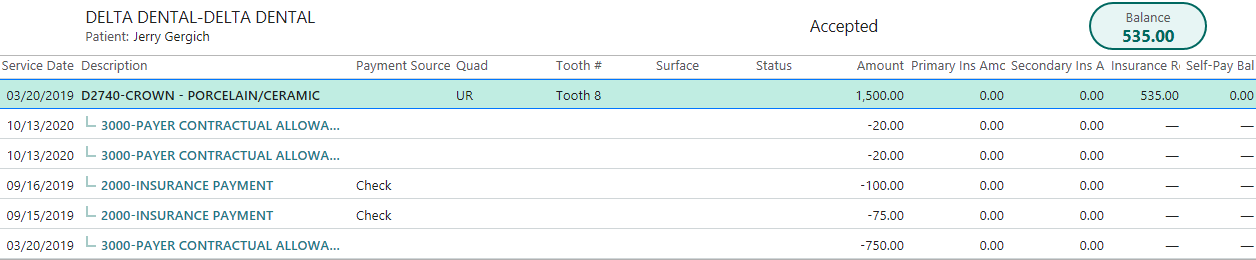 DELTA DENTAL-DELTA DENTAL
Patient: Jerry Gergich
Accepted
Balance
535.00
Service Date Description Payment Source Quad Tooth # Surface Status Amount Primary Ins Amc Secondary Ins A Insurance R Self-Pay Bal
03/20/2019 D2740-CROWN - PORCELAIN/CERAMIC UR Tooth 8 1,500.00 0.00 0.00 535.00 0.00
10/13/2020 3000-PAYER CONTRACTUAL ALLOWA... -20.00 0.00 0.00 — —
10/13/2020 3000-PAYER CONTRACTUAL ALLOWA... -20.00 0.00 0.00 — —
09/16/2019 2000-INSURANCE PAYMENT Check -100.00 0.00 0.00 — —
09/15/2019 2000-INSURANCE PAYMENT Check -75.00 0.00 0.00 — —
03/20/2019 3000-PAYER CONTRACTUAL ALLOWA... -750.00 0.00 0.00 — —